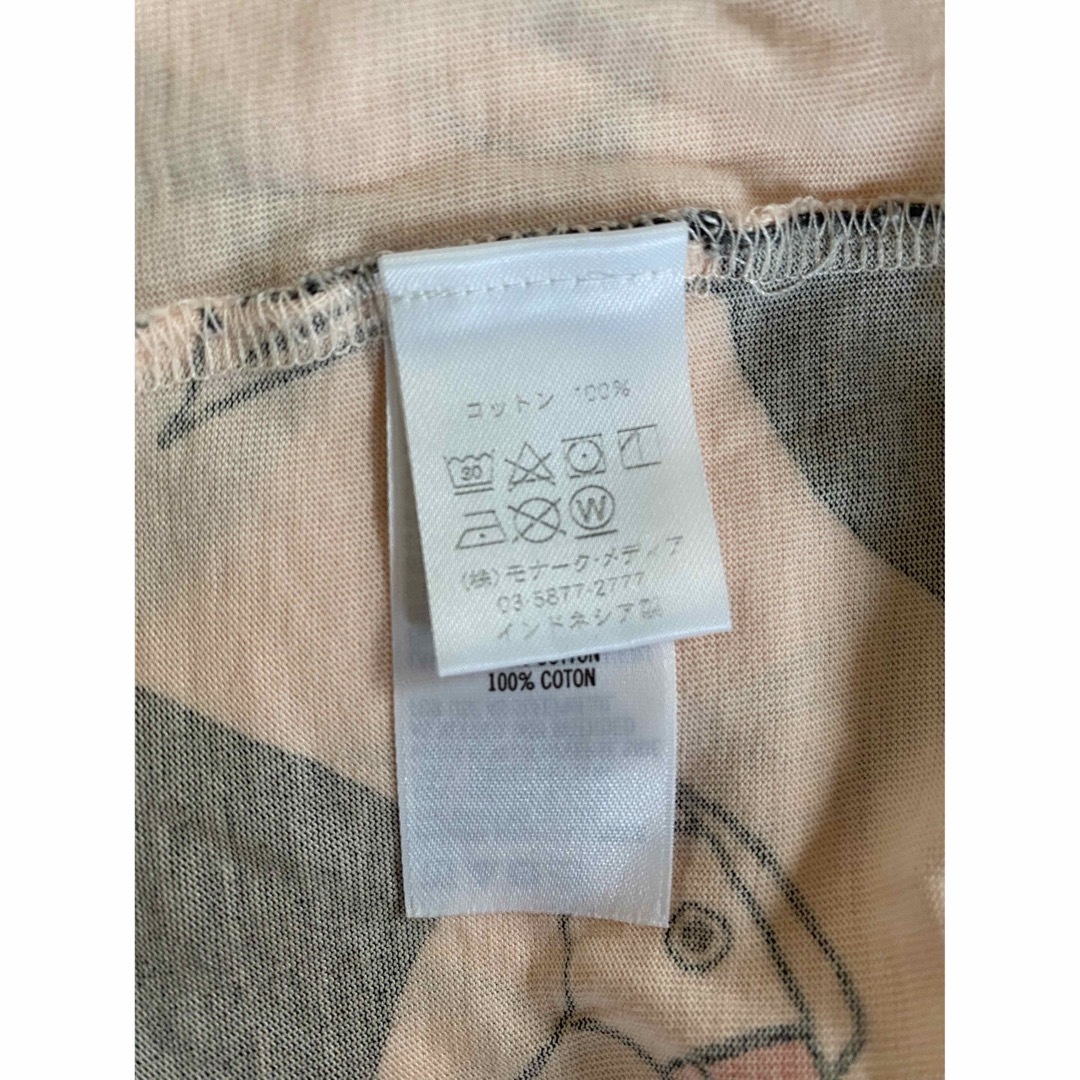 コットン 100%
30
W
(株)モナーク・メディア
03-5877-2777
インドネシア製
COTTON
100% COTON